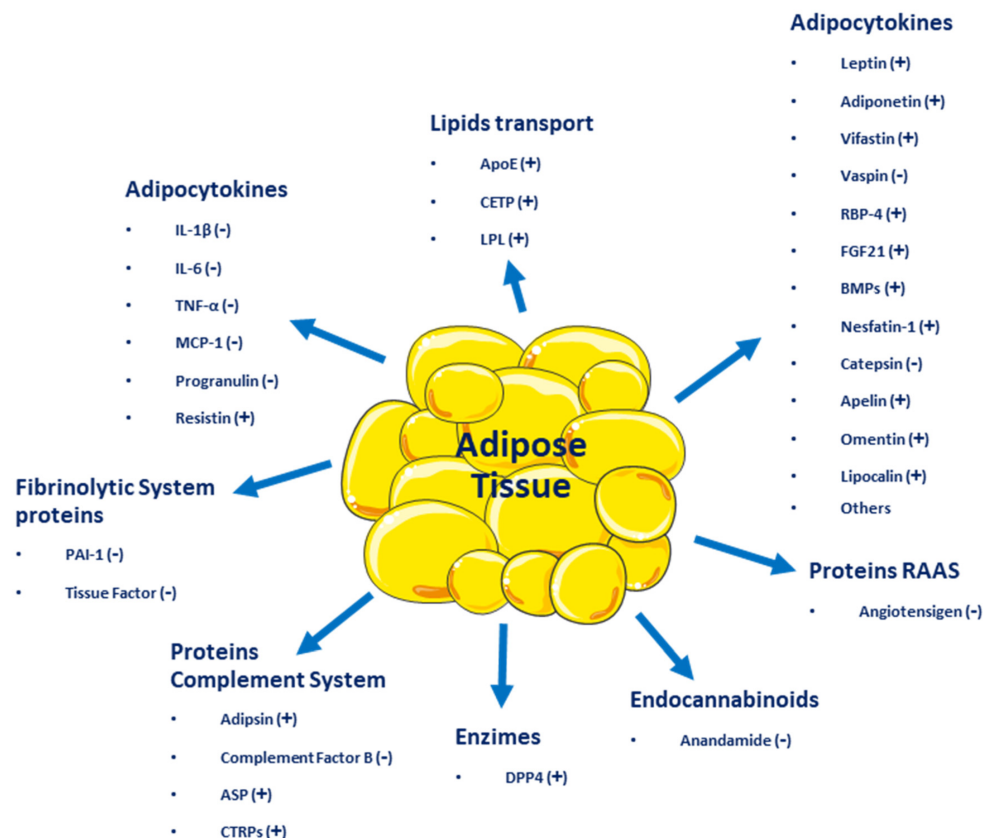 Adipocytokines
• Leptin (+)
• Adiponetin (+)
• Vifastin (+)
• Vaspin (-)
• RBP-4 (+)
• FGF21 (+)
• BMPs (+)
• Nesfatin-1 (+)
• Catepsin (-)
• Apelin (+)
• Omentin (+)
• Lipocalin (+)
• Others
Lipids transport
• ApoE (+)
• CETP (+)
• LPL (+)
Adipocytokines
• IL-1β (-)
• IL-6 (-)
• TNF-α (-)
• MCP-1 (-)
• Progranulin (-)
• Resistin (+)
Adipose
Tissue
Fibrinolytic System
proteins
• PAI-1 (-)
• Tissue Factor (-)
Proteins RAAS
• Angiotensigen (-)
Proteins
Complement System
• Adipsin (+)
• Complement Factor B (-)
• ASP (+)
• CTRPs (+)
Enzimes
• DPP4 (+)
Endocannabinoids
• Anandamide (-)